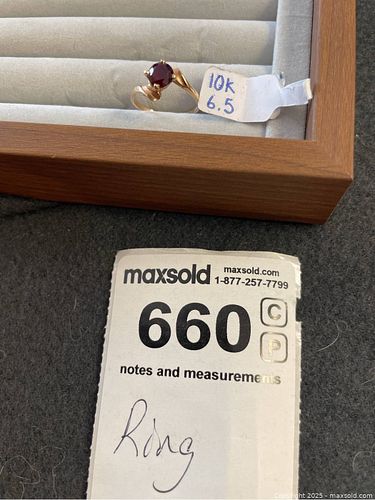 10K
6.5
maxsold maxsold.com
1-877-257-7799
660
C
P
notes and measurements
Ring
Copyright 2025 - maxsold.com